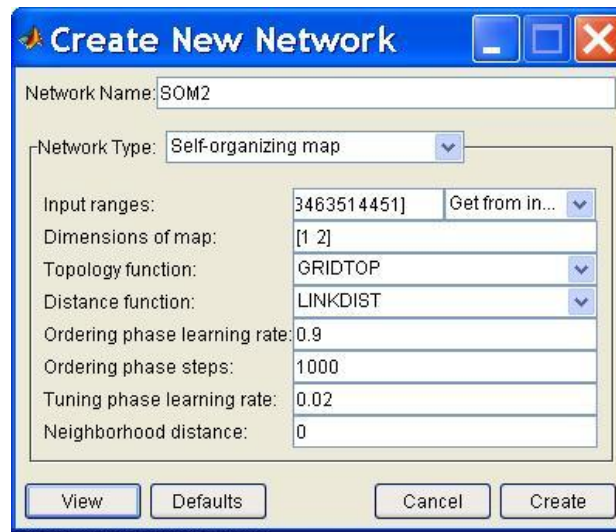 Create New Network
Network Name: SOM2
Network Type: Self-organizing map
Input ranges: 3463514451] Get from in...
Dimensions of map: [1 2]
Topology function: GRIDTOP
Distance function: LINKDIST
Ordering phase learning rate: 0.9
Ordering phase steps: 1000
Tuning phase learning rate: 0.02
Neighborhood distance: 0
View Defaults Cancel Create